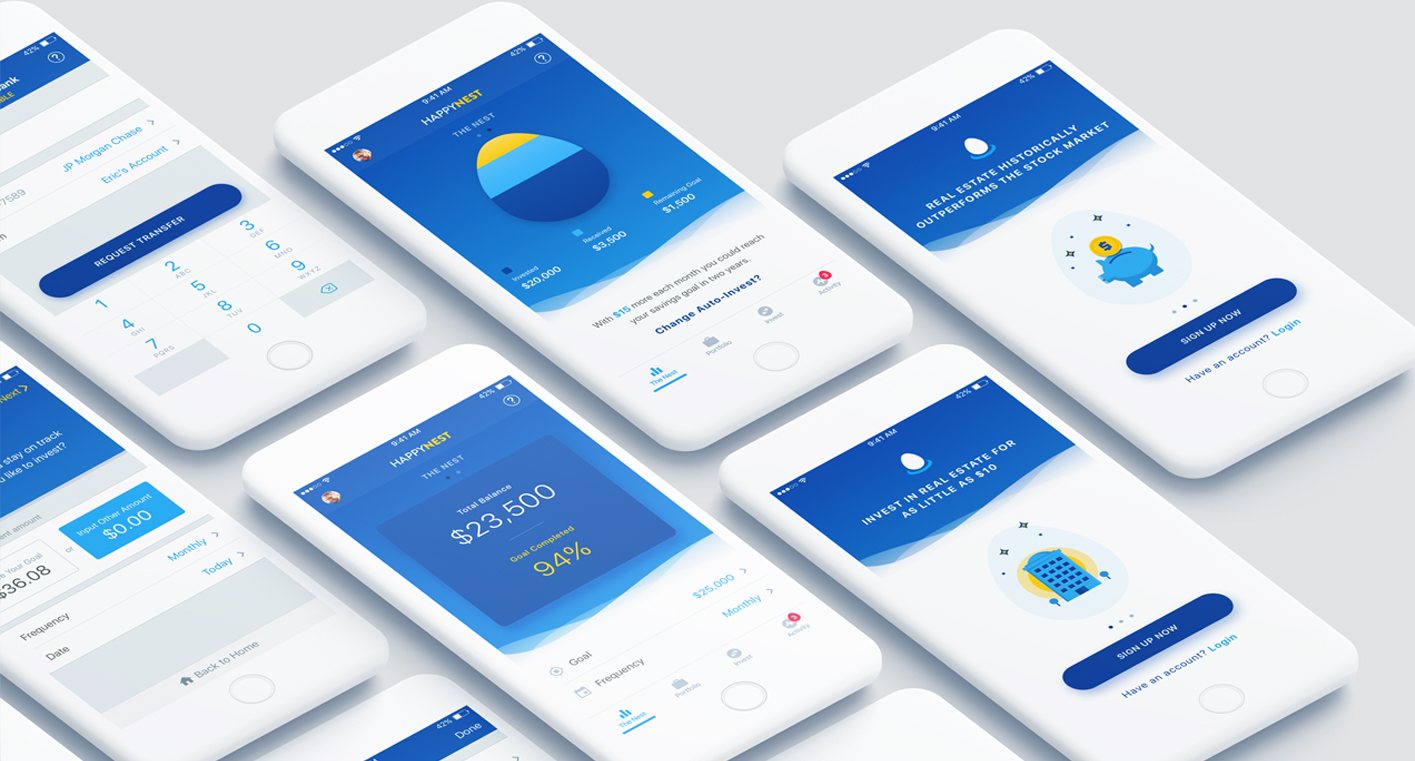 42%
?
ank
BLE
JP Morgan Chase
7589
Eric's Account
REQUEST TRANSFER
1
2
ABC
3
DEF
4
GHI
5
JKL
6
MNO
7
PQRS
8
TUV
9
WXYZ
0
9:41 AM
42%
?
HAPPYNEST
THE NEST
Invested
$20,000
Received
$3,500
Remaining Goal
$1,500
With $15 more each month you could reach
your savings goal in two years.
Change Auto-Invest?
The Nest
Portfolio
Invest
3
Activity
9:41 AM
42%
REAL ESTATE HISTORICALLY
OUTPERFORMS THE STOCK MARKET
$
SIGN UP NOW
Have an account? Login
Next
stay on track
u like to invest?
ent amount
e Your Goal
$36.08
or
Input Other Amount
$0.00
Frequency
Monthly
Date
Today
Back to Home
9:41 AM
42%
?
HAPPYNEST
THE NEST
Total Balance
$23,500
Goal Completed
94%
Goal
$25,000
Frequency
Monthly
The Nest
Portfolio
Invest
3
Activity
9:41 AM
42%
INVEST IN REAL ESTATE FOR
AS LITTLE AS $10
SIGN UP NOW
Have an account? Login
42%
Done